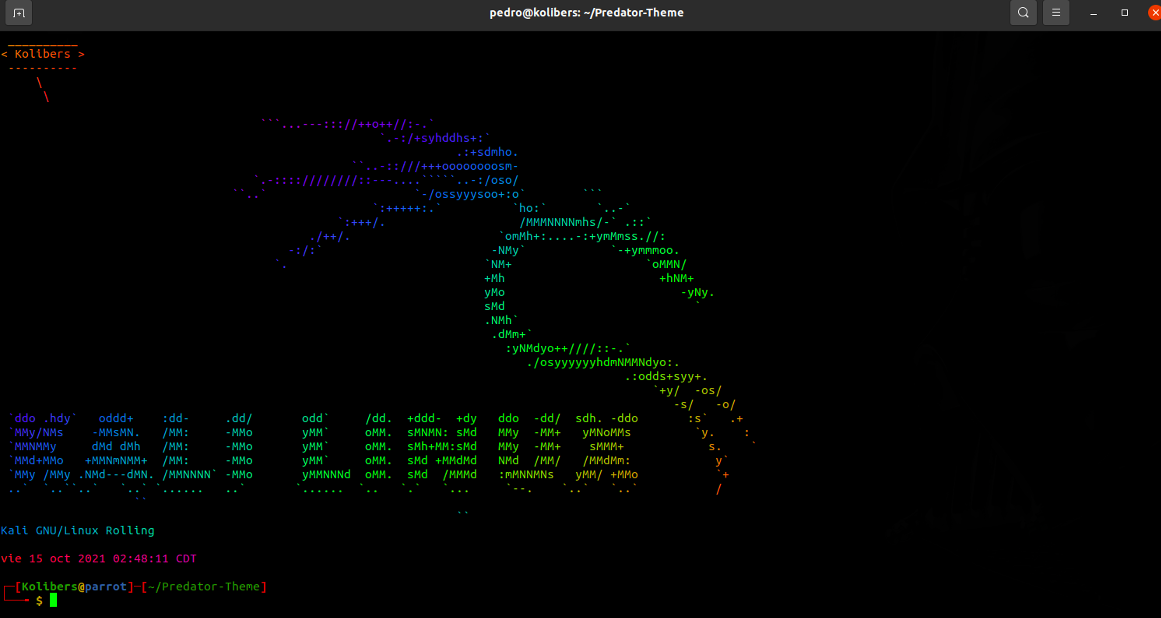 pedro@kolibers: ~/Predator-Theme
 __________
< Kolibers >
 ----------
     \
      \
                                     ```...---:::://++o++//:-.`
                                                      `.-:/+syhddhs+:`
                                                                 .:+sdmho.
                                                  ``..-::///+++oooooooosm-
                                    `.-::::////////::---....`````..-:/oso/
                                 ``..`                     `-/ossyyysoo+:o`        ```
                                                     `:+++++:.`          `ho:`       `..-`
                                                `:+++/.                   /MMMNNNNmhs/-` .::`
                                            ./++/.                     `omMh+:....-:+ymMmss.//:
                                         -:/:`                        -NMy`            `-+ymmmoo.
                                       `.                            `NM+                   `oMMN/
                                                                     +Mh                      +hNM+
                                                                     yMo                         -yNy.
                                                                     sMd                           `
                                                                     .NMh`
                                                                      .dMm+`
                                                                        :yNMdyo++////::-.`
                                                                           ./osyyyyyyhdmNMMNdyo:.
                                                                                         .:odds+syy+.
                                                                                             `+y/  -os/
                                                                                                -s/   -o/
 `ddo .hdy`   oddd+    :dd-     .dd/       odd`     /dd.  +ddd-  +dy   ddo  -dd/  sdh. -ddo       :s`   .+
 `MMy/NMs    -MMsMN.   /MM:     -MMo       yMM`     oMM.  sMNMN: sMd   MMy  -MM+   yMNoMMs         `y.    :
 `MMNMMy     dMd dMh   /MM:     -MMo       yMM`     oMM.  sMh+MM:sMd   MMy  -MM+    sMMM+            s.    `
 `MMd+MMo   +MMNmNMM+  /MM:     -MMo       yMM`     oMM.  sMd +MMdMd   NMd  /MM/   /MMdMm:            y`
 `MMy /MMy .NMd---dMN. /MMNNNN` -MMo       yMMNNNd  oMM.  sMd  /MMMd   :mMNNMNs   yMM/ +MMo           `+
 ..`  `..``..`   `..` `......   ..`       `......  `..   `.`   `...     `--.    `..`   `..`           /
                   ``
                                                                 ``
Kali GNU/Linux Rolling
vie 15 oct 2021 02:48:11 CDT
┌─[Kolibers@parrot]─[~/Predator-Theme]
└──╼ $